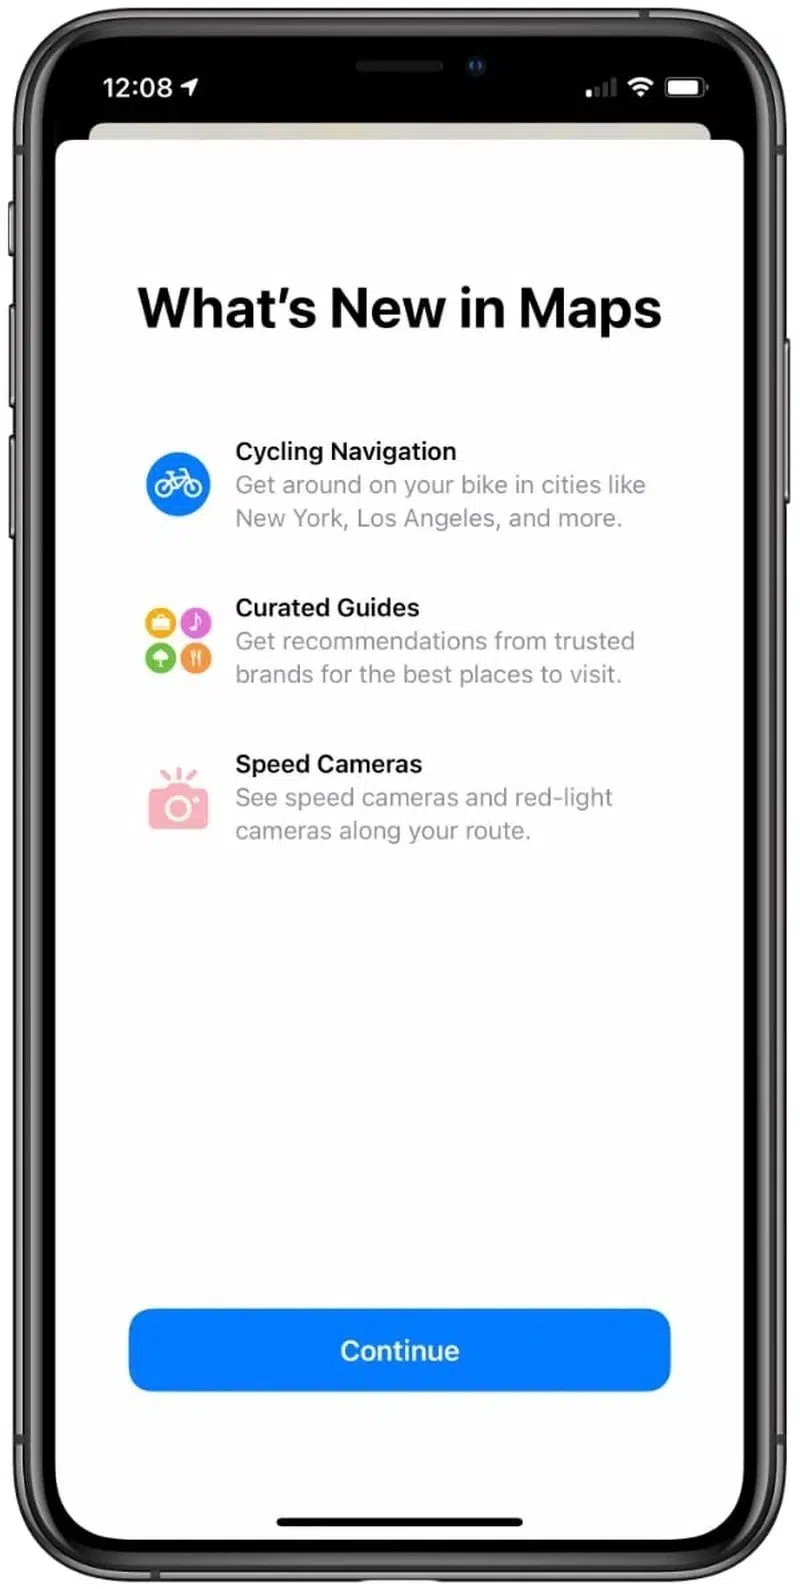 12:08
What's New in Maps
Cycling Navigation
Get around on your bike in cities like
New York, Los Angeles, and more.
Curated Guides
Get recommendations from trusted
brands for the best places to visit.
Speed Cameras
See speed cameras and red-light
cameras along your route.
Continue